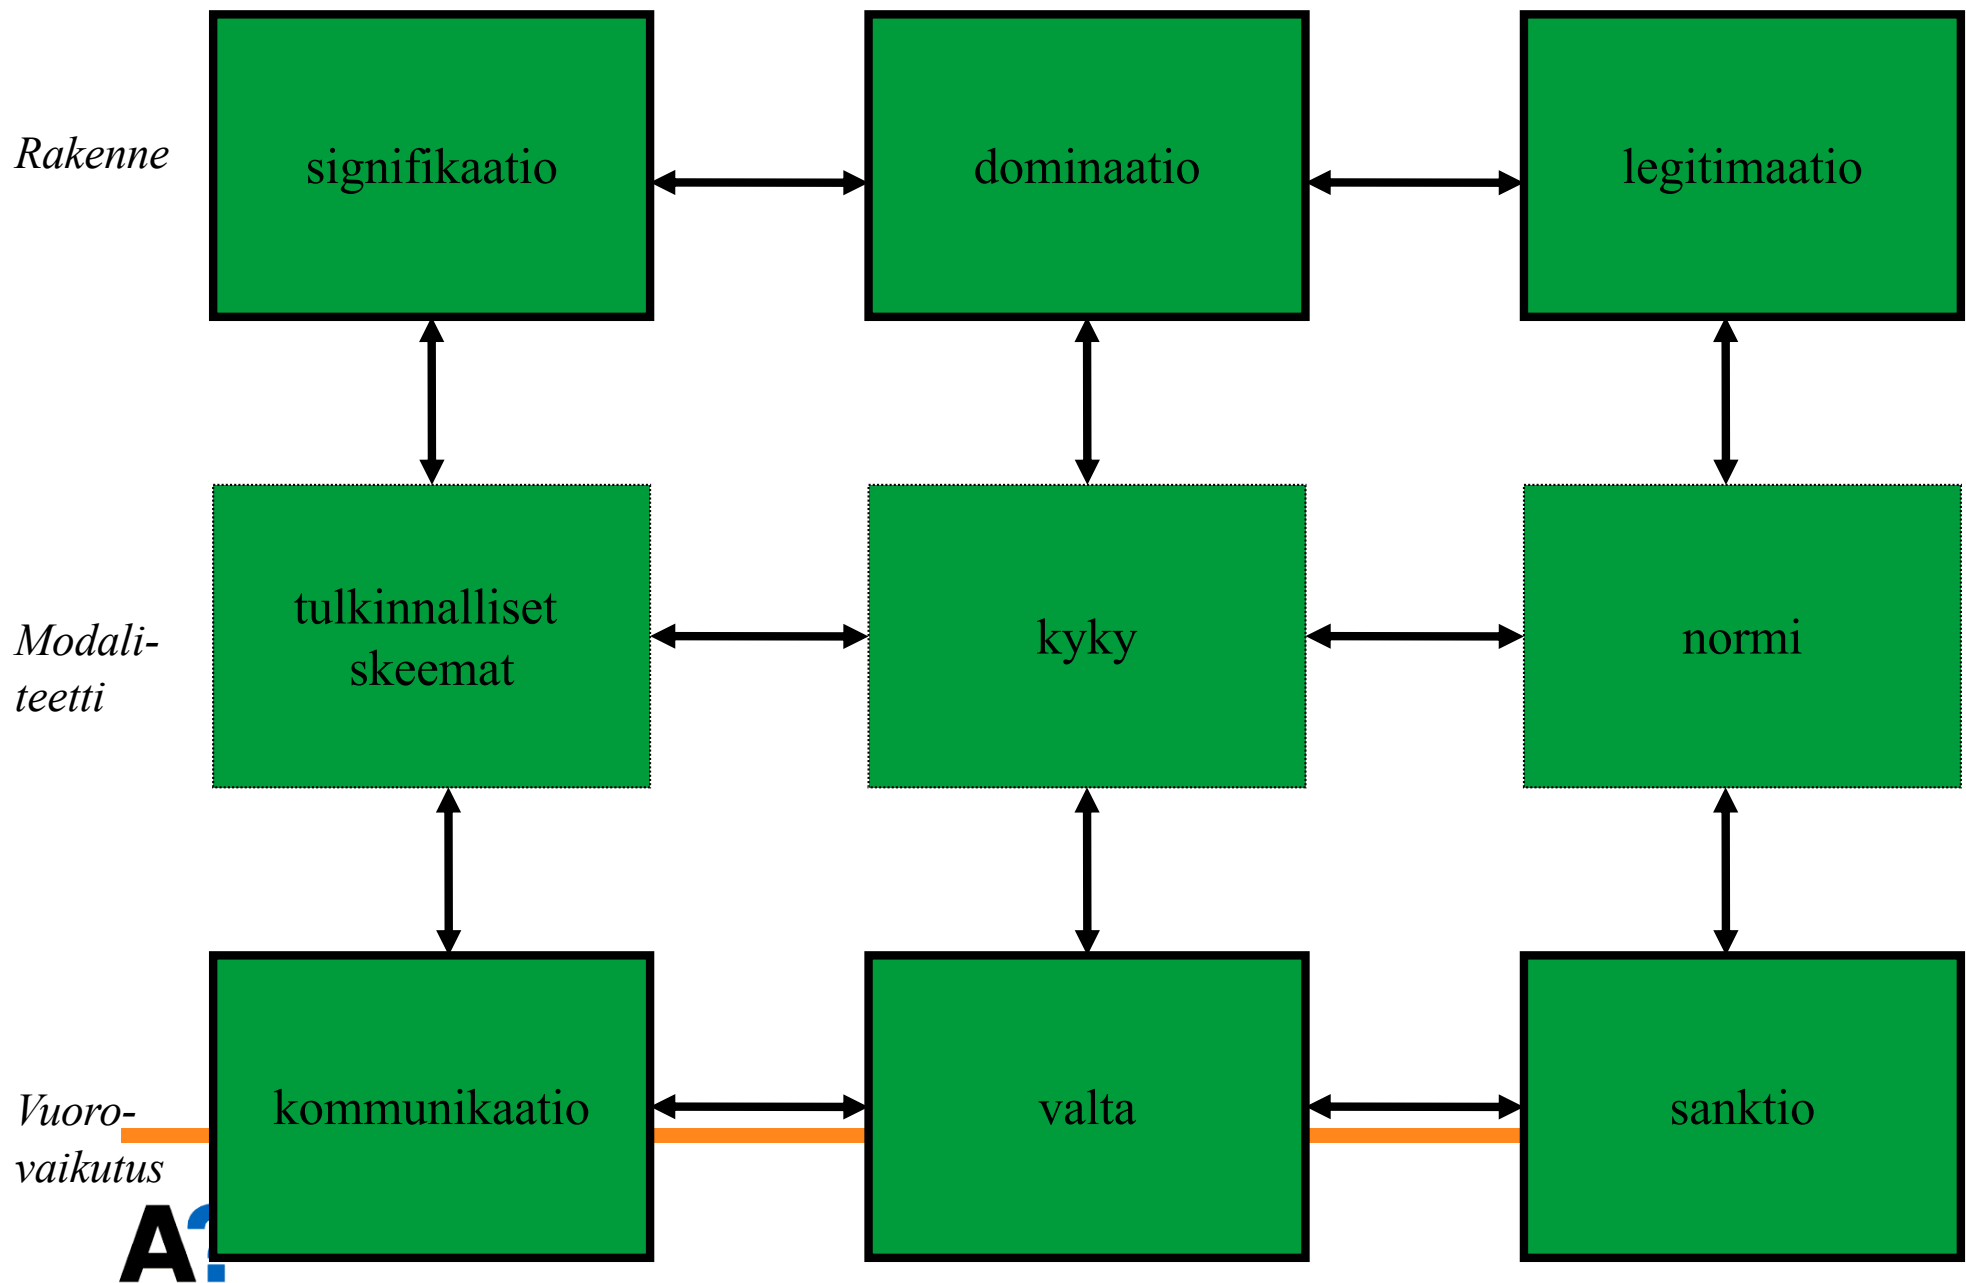 Rakenne
signifikaatio
dominaatio
legitimaatio
Modali-
teetti
tulkinnalliset
skeemat
kyky
normi
Vuoro-
vaikutus
kommunikaatio
valta
sanktio
A?